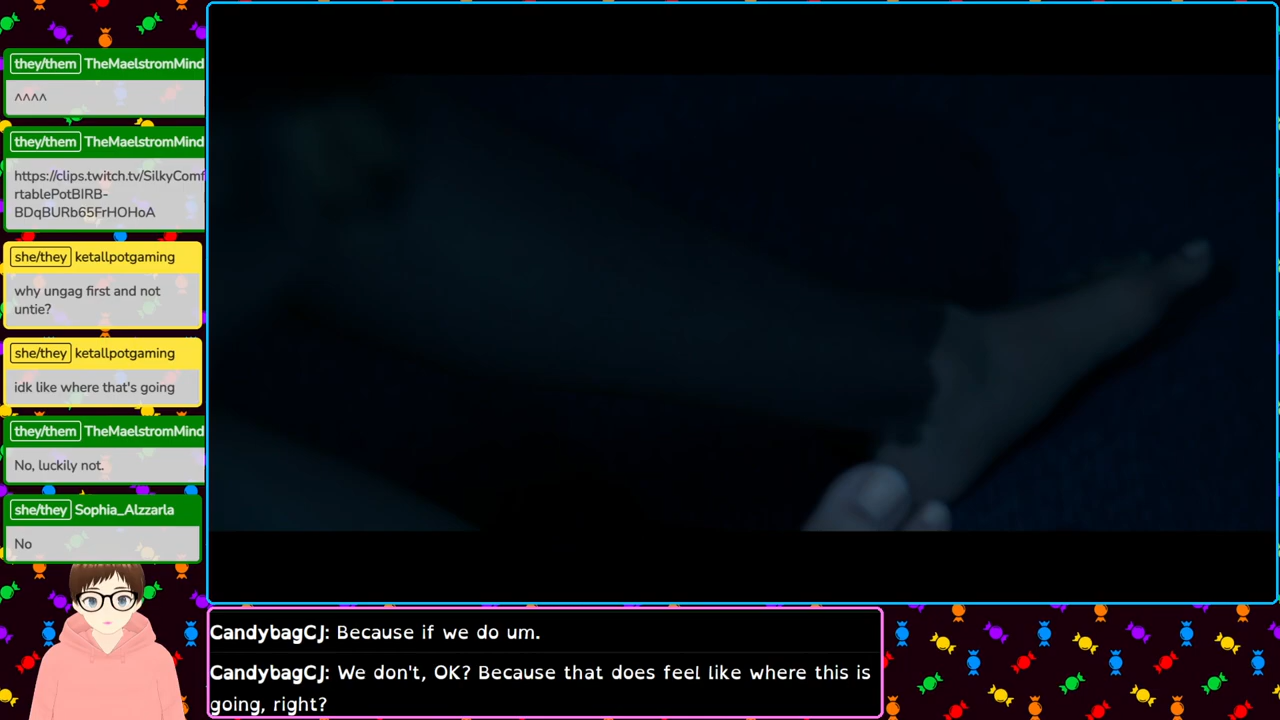 they/them TheMaelstromMind
^^^^
they/them TheMaelstromMind
https://clips.twitch.tv/SilkyComf
rtablePotBIRB-
BDqBURb65FrHOHoA
she/they ketallpotgaming
why ungag first and not
untie?
she/they ketallpotgaming
idk like where that's going
they/them TheMaelstromMind
No, luckily not.
she/they Sophia_Alzzarla
No
CandybagCJ: Because if we do um.
CandybagCJ: We don't, OK? Because that does feel like where this is
going, right?